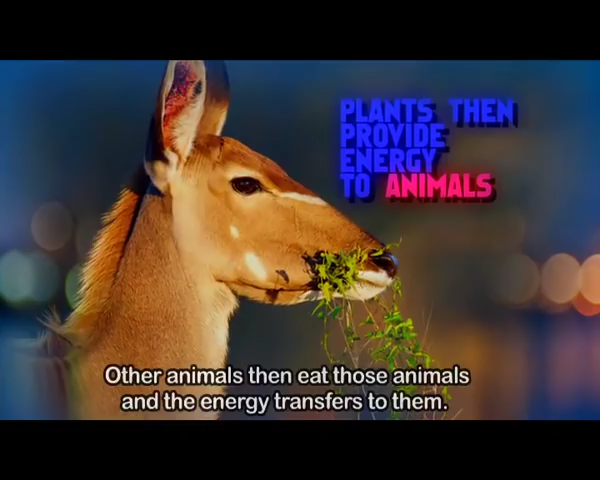 PLANTS THEN
PROVIDE
ENERGY
TO ANIMALS
Other animals then eat those animals
and the energy transfers to them.